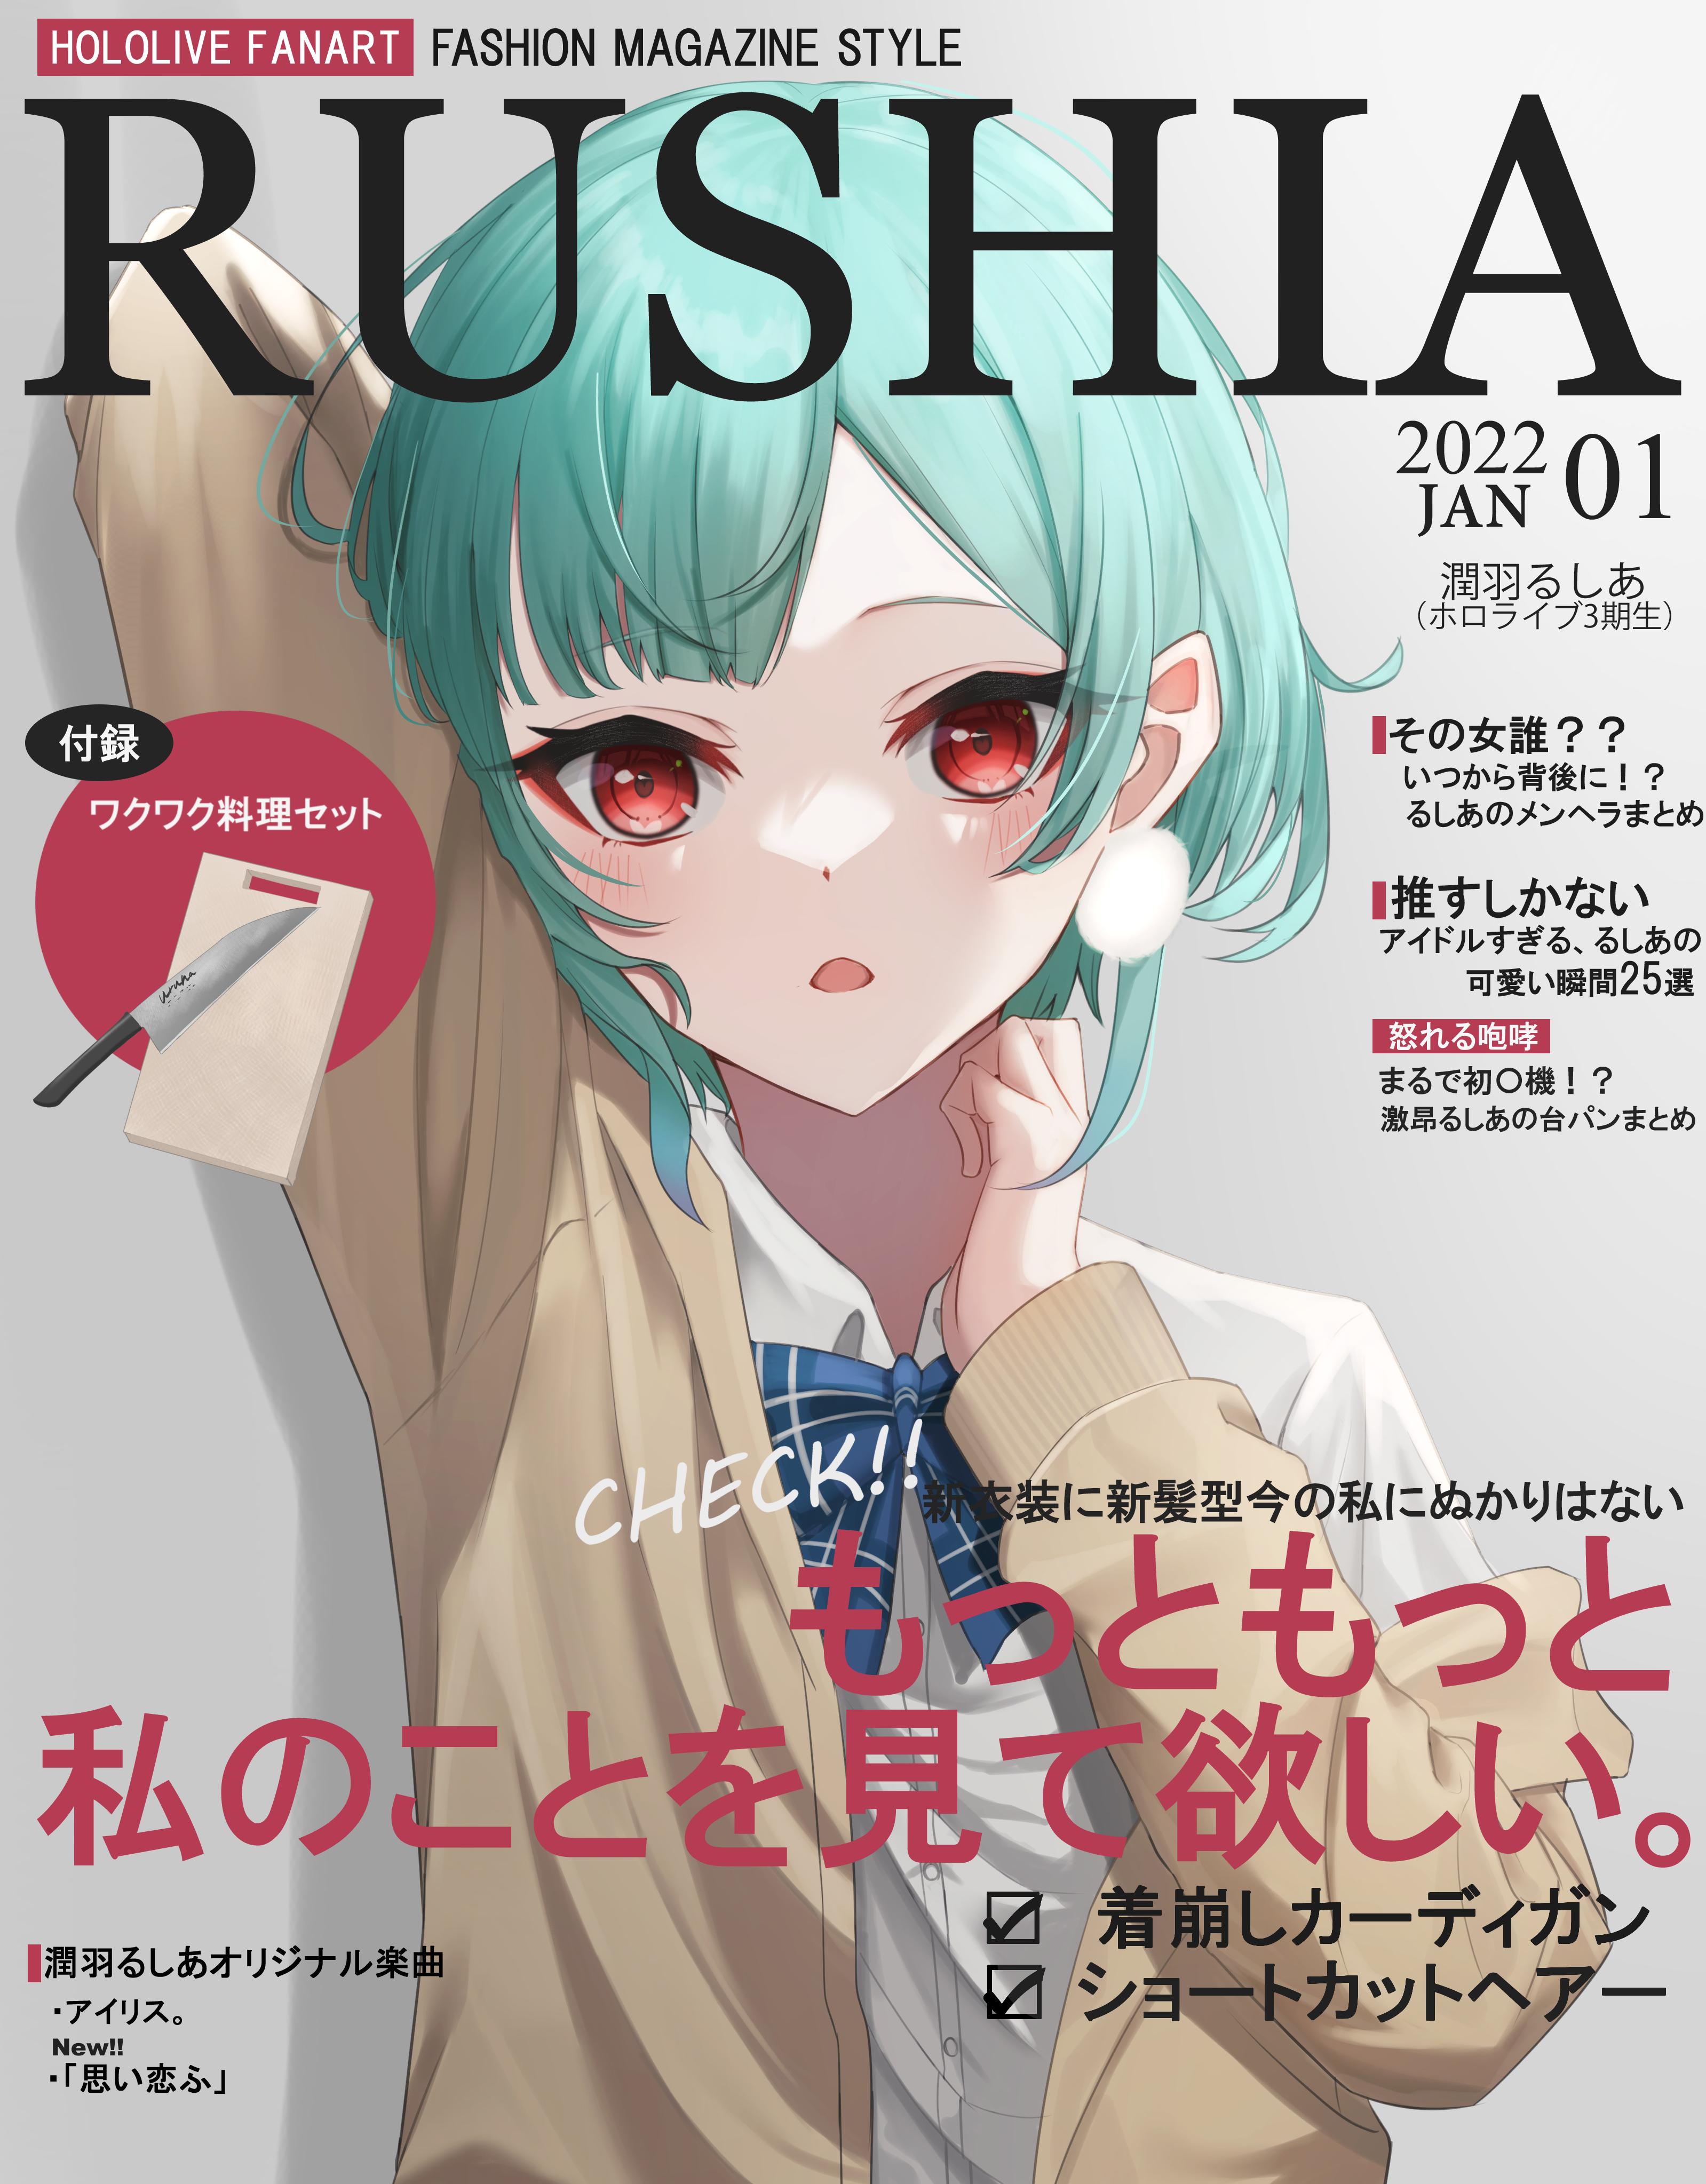 HOLOLIVE FANART FASHION MAGAZINE STYLE
RUSHIA
2022 JAN 01
潤羽るしあ
（ホロライブ3期生）
付録
ワクワク料理セット
uruha
その女誰？？
いつから背後に！？
るしあのメンヘラまとめ
推すしかない
アイドルすぎる、るしあの
可愛い瞬間25選
怒れる咆哮
まるで初〇機！？
激昂るしあの台パンまとめ
CHECK!!
新衣装に新髪型今の私にぬかりはない
もっともっと
私のことを見て欲しい。
着崩しカーディガン
ショートカットヘアー
潤羽るしあオリジナル楽曲
・アイリス。
New!!
・「思い恋ふ」